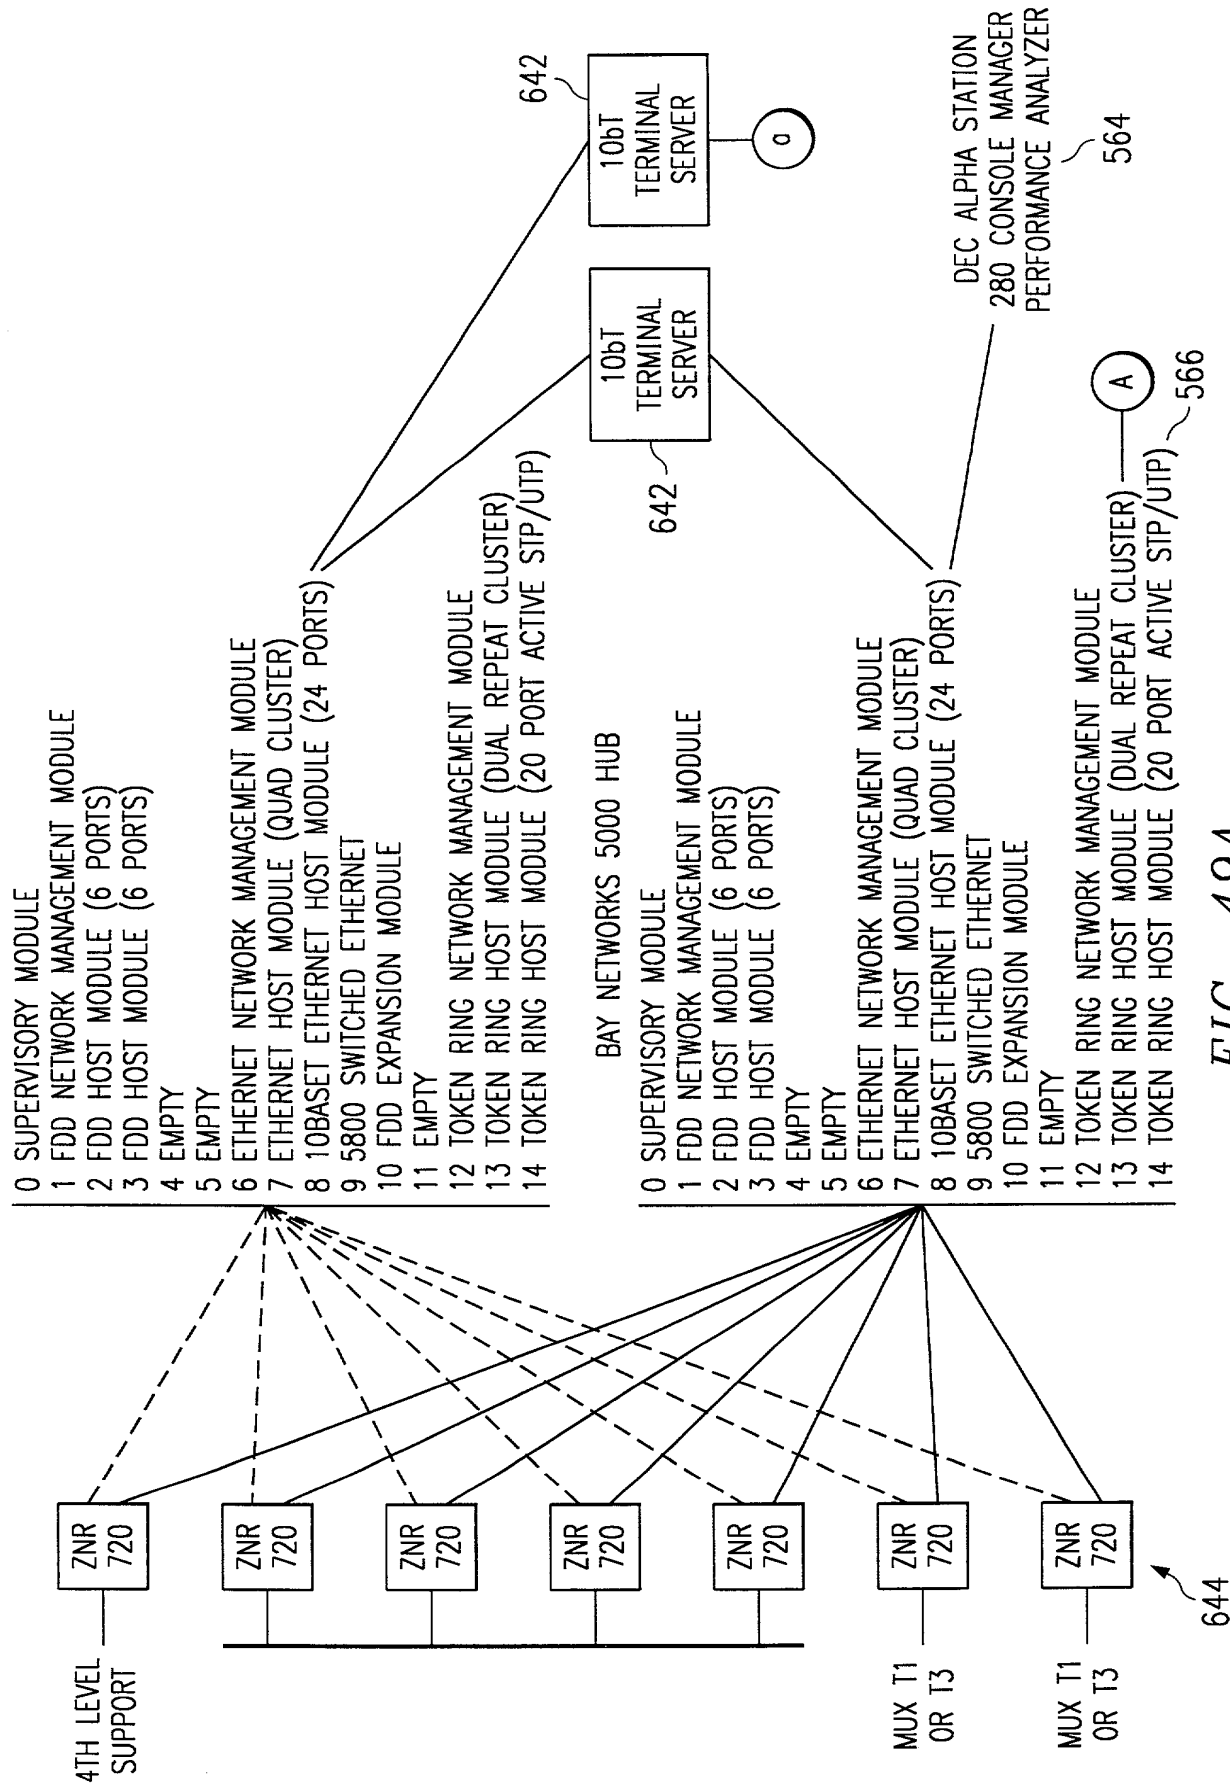 0 SUPERVISORY MODULE
1 FDD NETWORK MANAGEMENT MODULE
2 FDD HOST MODULE (6 PORTS)
3 FDD HOST MODULE (6 PORTS)
4 EMPTY
5 EMPTY
6 ETHERNET NETWORK MANAGEMENT MODULE
7 ETHERNET HOST MODULE (QUAD CLUSTER)
8 10BASET ETHERNET HOST MODULE (24 PORTS)
9 5800 SWITCHED ETHERNET
10 FDD EXPANSION MODULE
11 EMPTY
12 TOKEN RING NETWORK MANAGEMENT MODULE
13 TOKEN RING HOST MODULE (DUAL REPEAT CLUSTER)
14 TOKEN RING HOST MODULE (20 PORT ACTIVE STP/UTP)
BAY NETWORKS 5000 HUB
0 SUPERVISORY MODULE
1 FDD NETWORK MANAGEMENT MODULE
2 FDD HOST MODULE (6 PORTS)
3 FDD HOST MODULE (6 PORTS)
4 EMPTY
5 EMPTY
6 ETHERNET NETWORK MANAGEMENT MODULE
7 ETHERNET HOST MODULE (QUAD CLUSTER)
8 10BASET ETHERNET HOST MODULE (24 PORTS)
9 5800 SWITCHED ETHERNET
10 FDD EXPANSION MODULE
11 EMPTY
12 TOKEN RING NETWORK MANAGEMENT MODULE
13 TOKEN RING HOST MODULE (DUAL REPEAT CLUSTER)
14 TOKEN RING HOST MODULE (20 PORT ACTIVE STP/UTP)
566
A
642
10bT
TERMINAL
SERVER
642
10bT
TERMINAL
SERVER
a
DEC ALPHA STATION
280 CONSOLE MANAGER
PERFORMANCE ANALYZER
564
4TH LEVEL
SUPPORT
ZNR
720
ZNR
720
ZNR
720
ZNR
720
ZNR
720
MUX T1
OR T3
ZNR
720
MUX T1
OR T3
ZNR
720
644